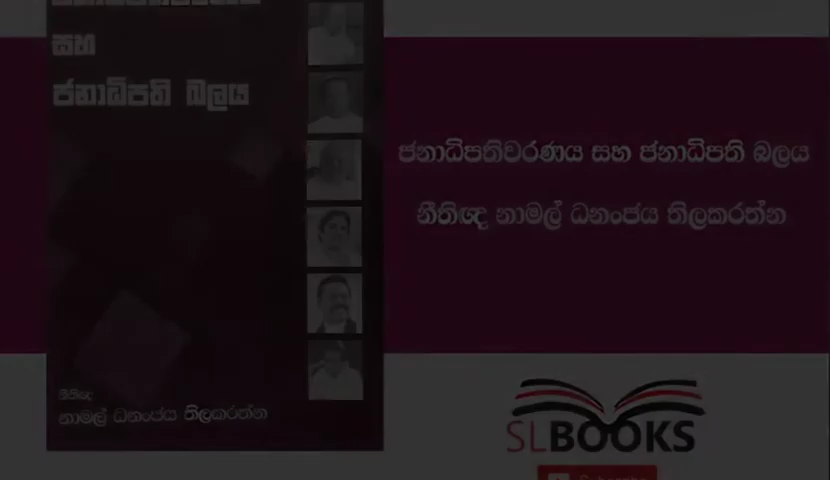 සහ
ජනාධිපති බලය
නීතිඥ
නාමල් ධනංජය තිලකරත්න
ජනාධිපතිවරණය සහ ජනාධිපති බලය
නීතිඥ නාමල් ධනංජය තිලකරත්න
SLBOOKS